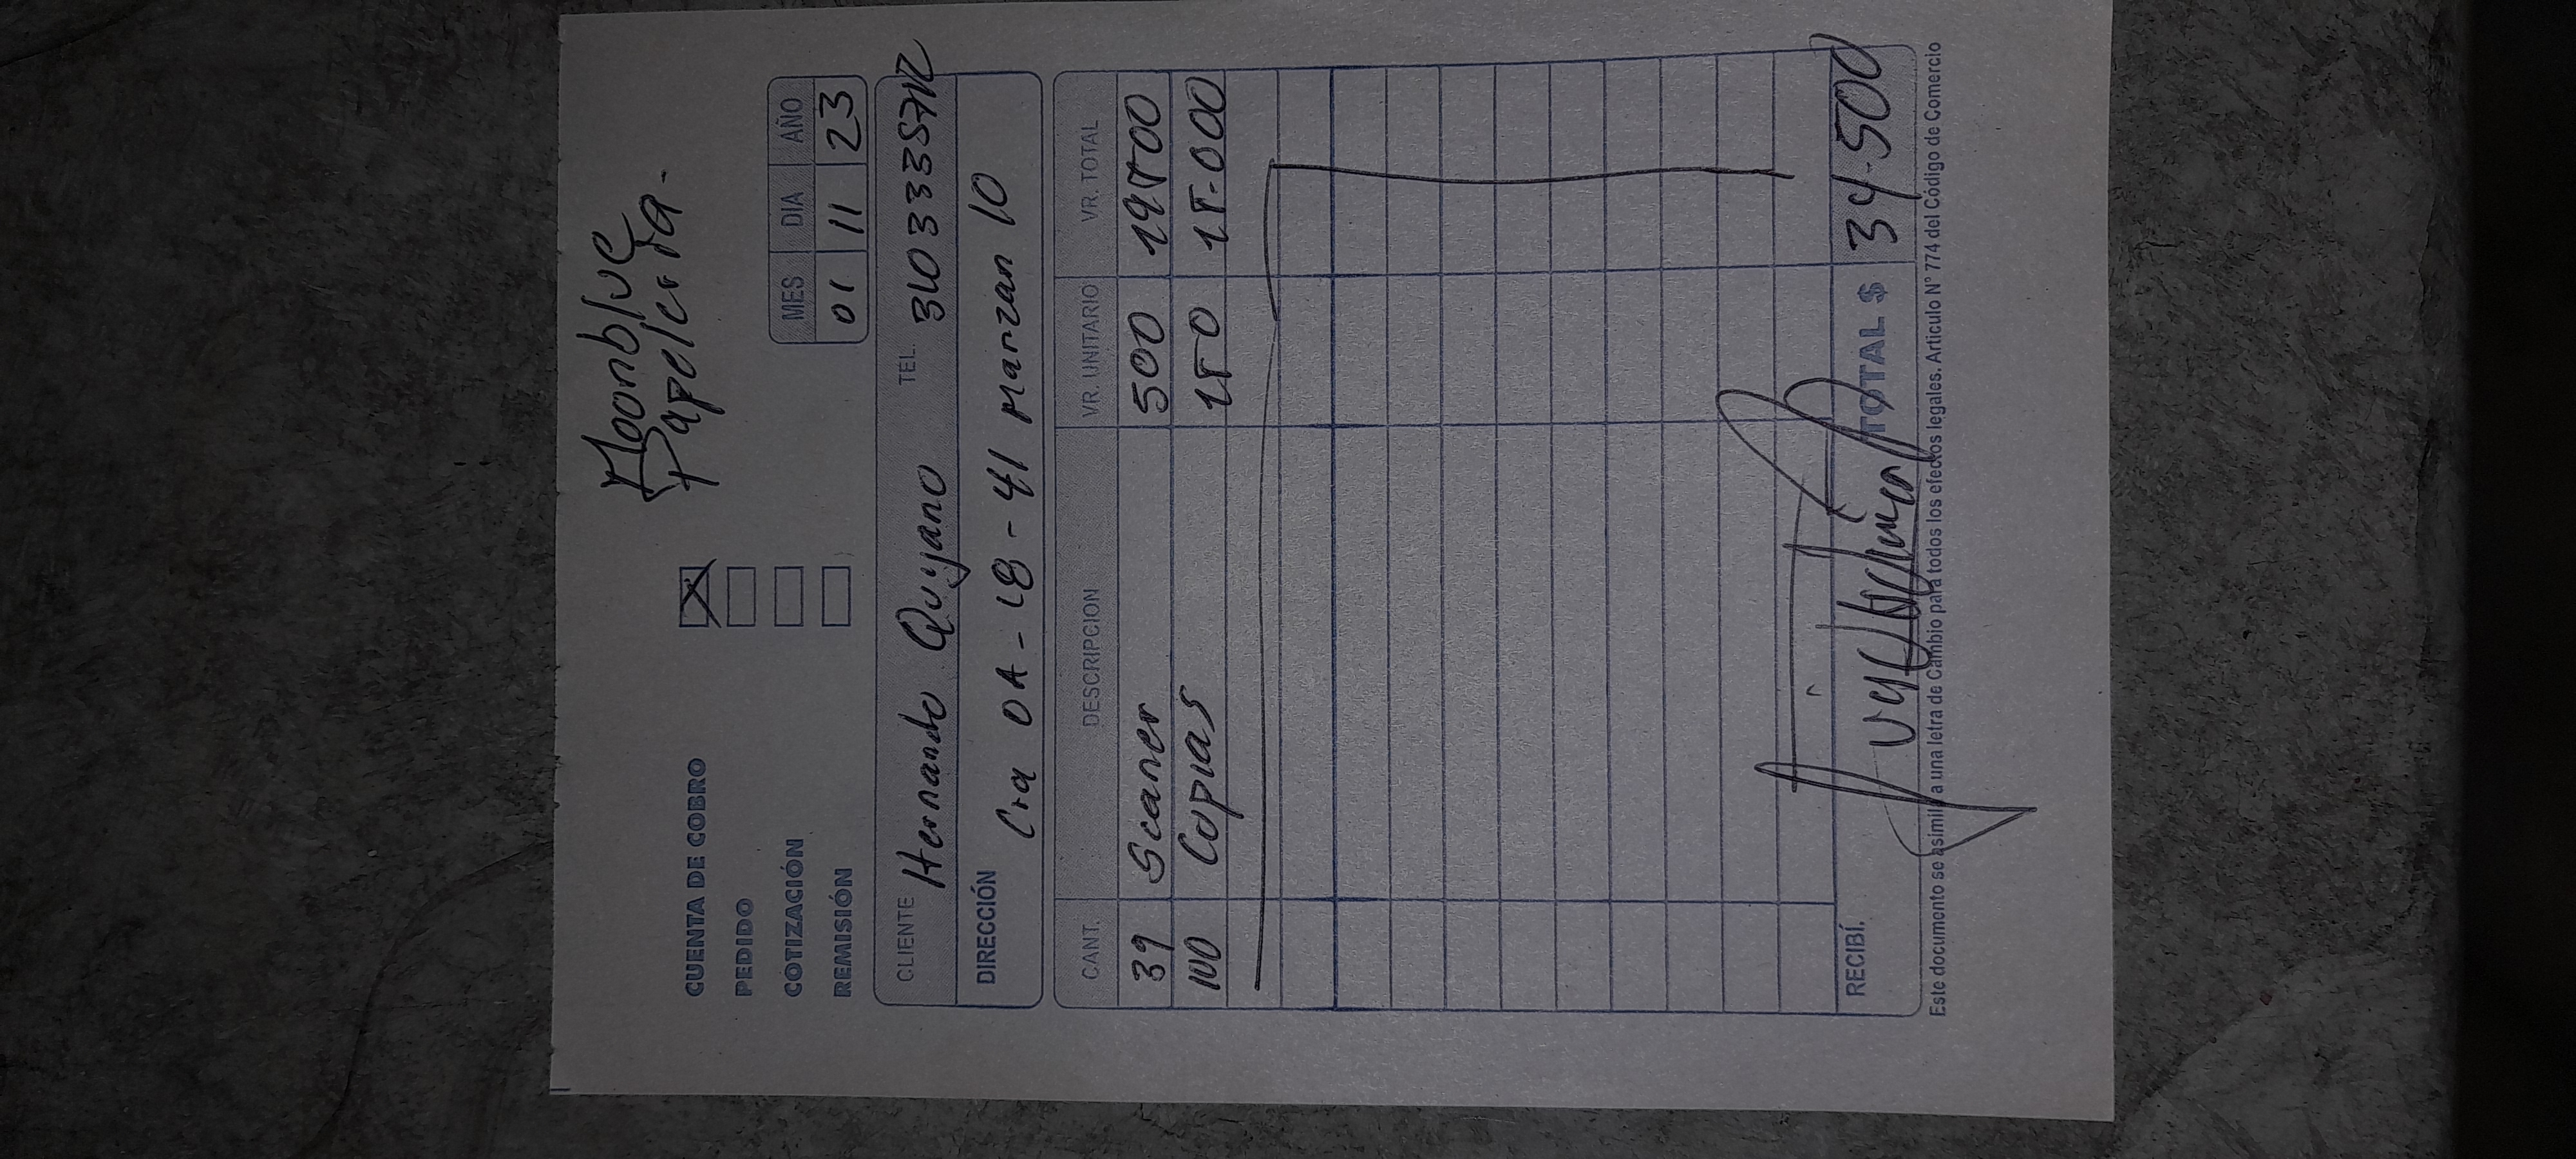 Moonblue
Papeleria.
CUENTA DE COBRO
PEDIDO
COTIZACIÓN
REMISIÓN
MES DIA AÑO
01 11 23
CLIENTE Hernando Quijano TEL. 3103335712
DIRECCIÓN Cra 0A - 18 - 41 Manzan 10
CANT. DESCRIPCION VR. UNITARIO VR. TOTAL
39 Scaner 500 19500
100 Copias 150 15.000
RECIBÍ. TOTAL $ 34.500
Este documento se asimila a una letra de Cambio para todos los efectos legales. Articulo N° 774 del Código de Comercio